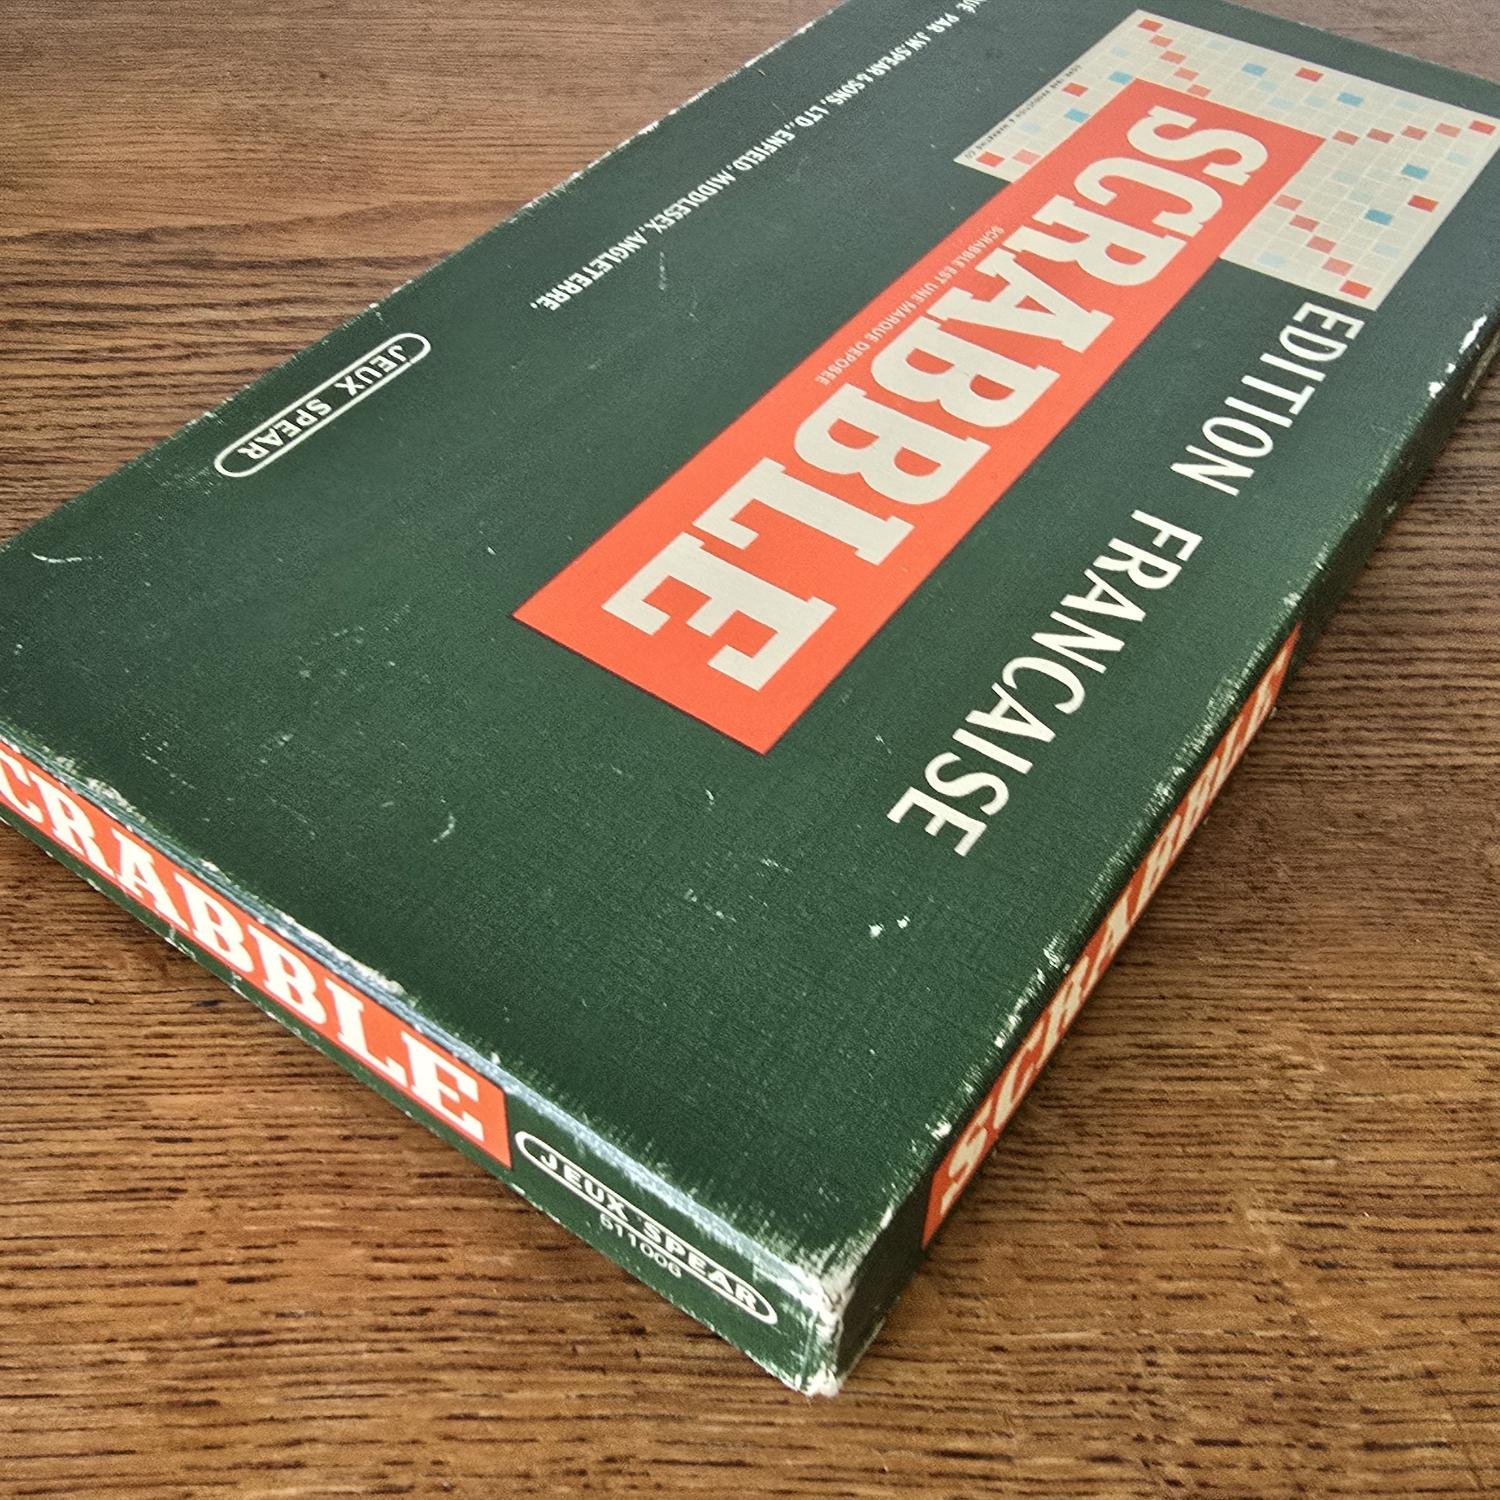 SCRABBLE
SCRABBLE EST UNE MARQUE DEPOSEE
EDITION FRANCAISE
PAR J.W. SPEAR & SONS, LTD., ENFIELD, MIDDLESEX, ANGLETERRE.
JEUX SPEAR
CRABBLE
JEUX SPEAR
511006
SCRABBLE